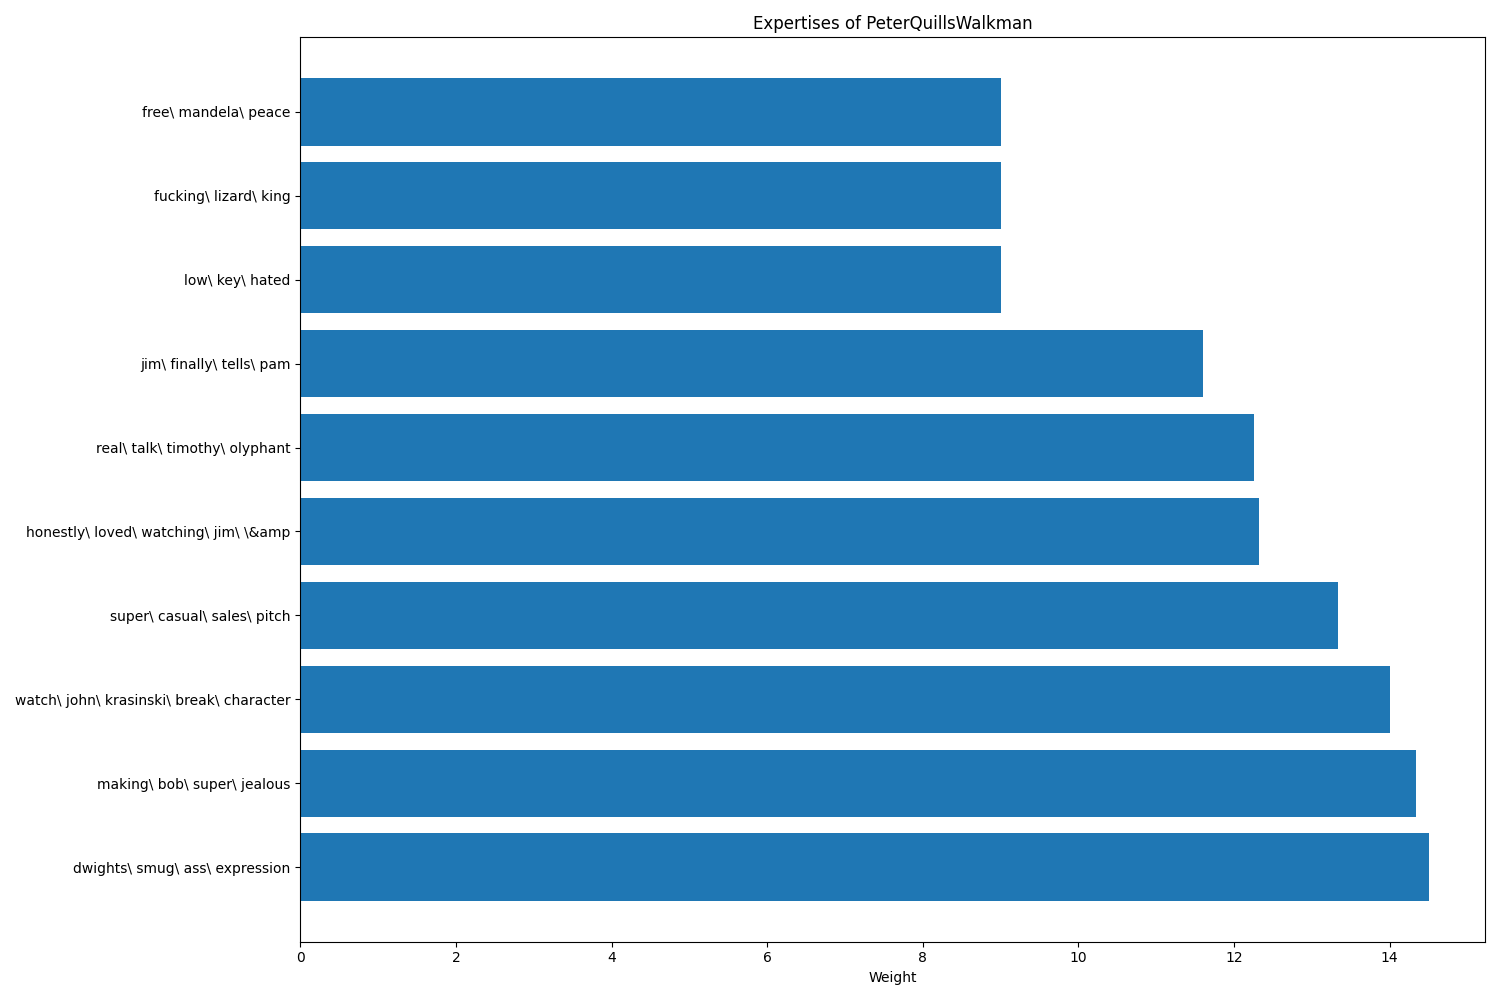 Expertises of PeterQuillsWalkman
free\ mandela\ peace
fucking\ lizard\ king
low\ key\ hated
jim\ finally\ tells\ pam
real\ talk\ timothy\ olyphant
honestly\ loved\ watching\ jim\ \&amp
super\ casual\ sales\ pitch
watch\ john\ krasinski\ break\ character
making\ bob\ super\ jealous
dwights\ smug\ ass\ expression
0 2 4 6 8 10 12 14
Weight